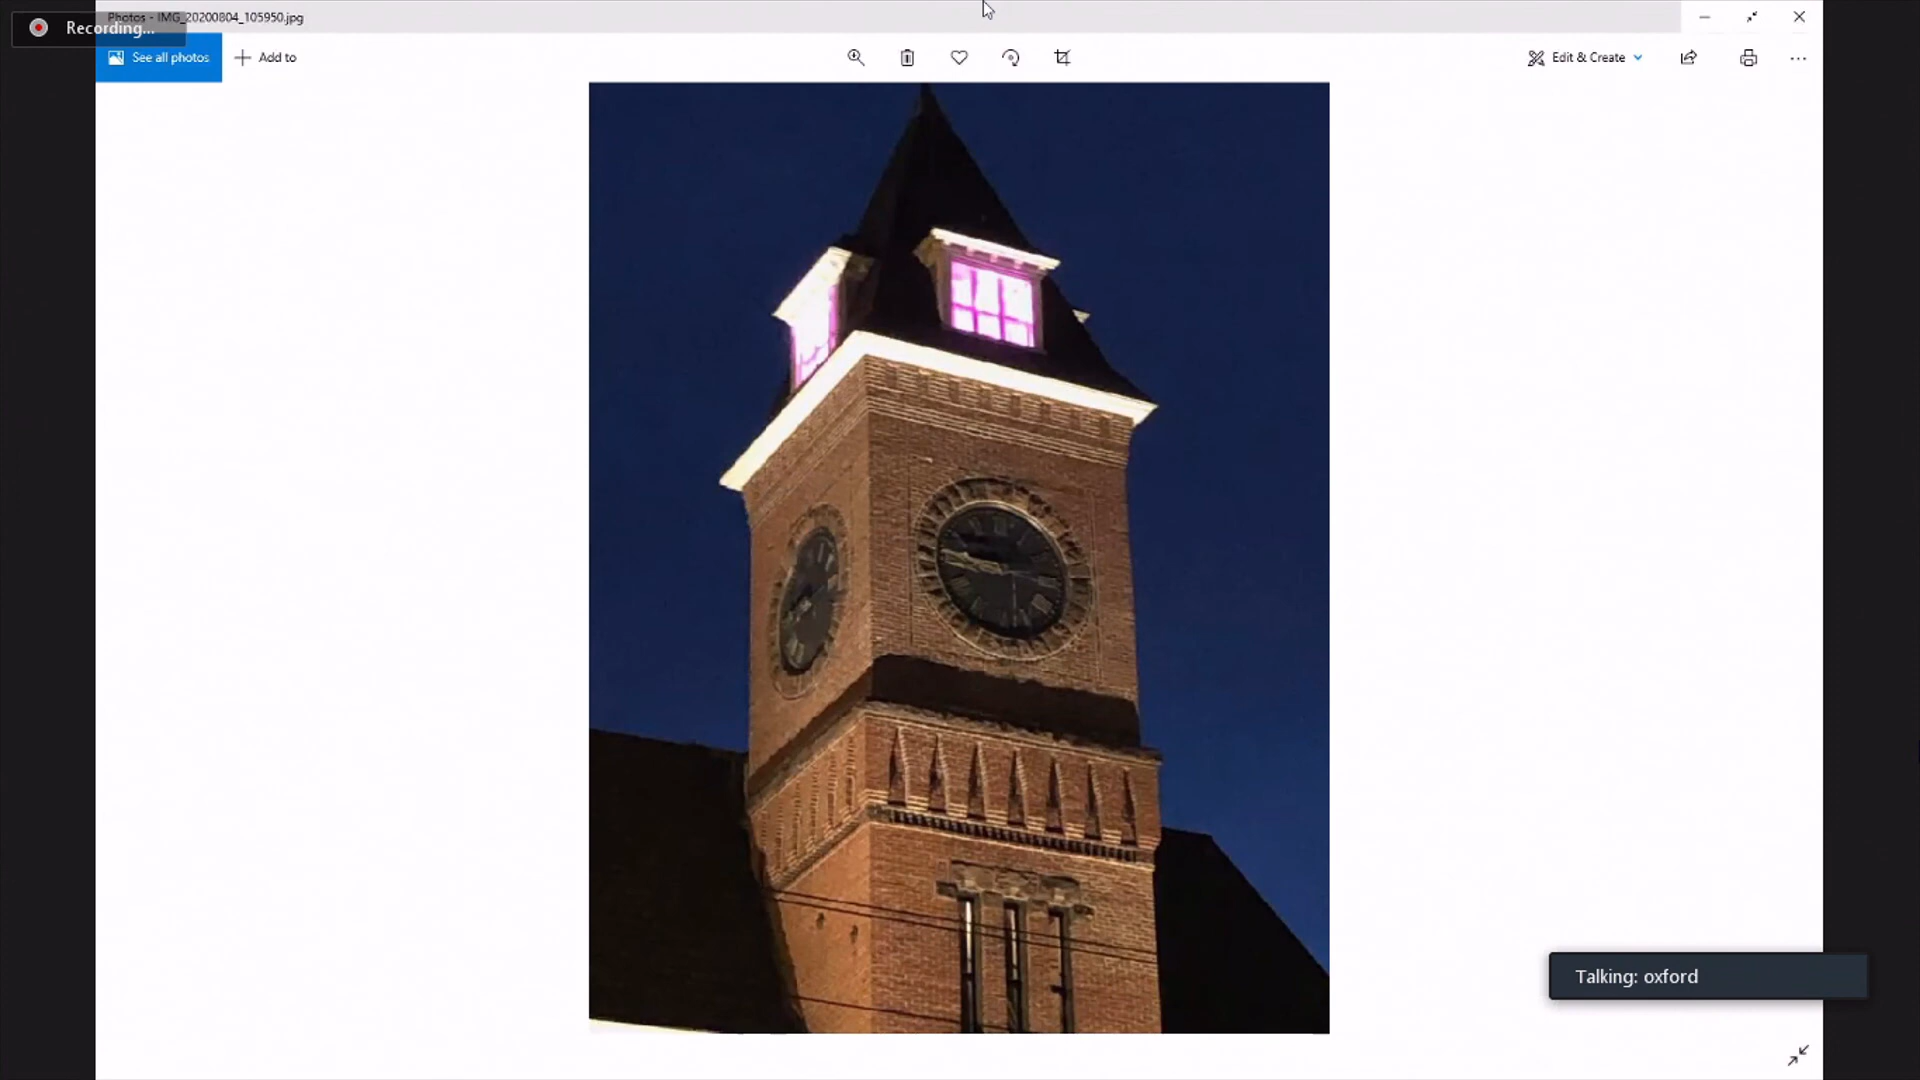 Recording...
Photos - IMG_20200804_105950.jpg
See all photos
Add to
Edit & Create
Talking: oxford